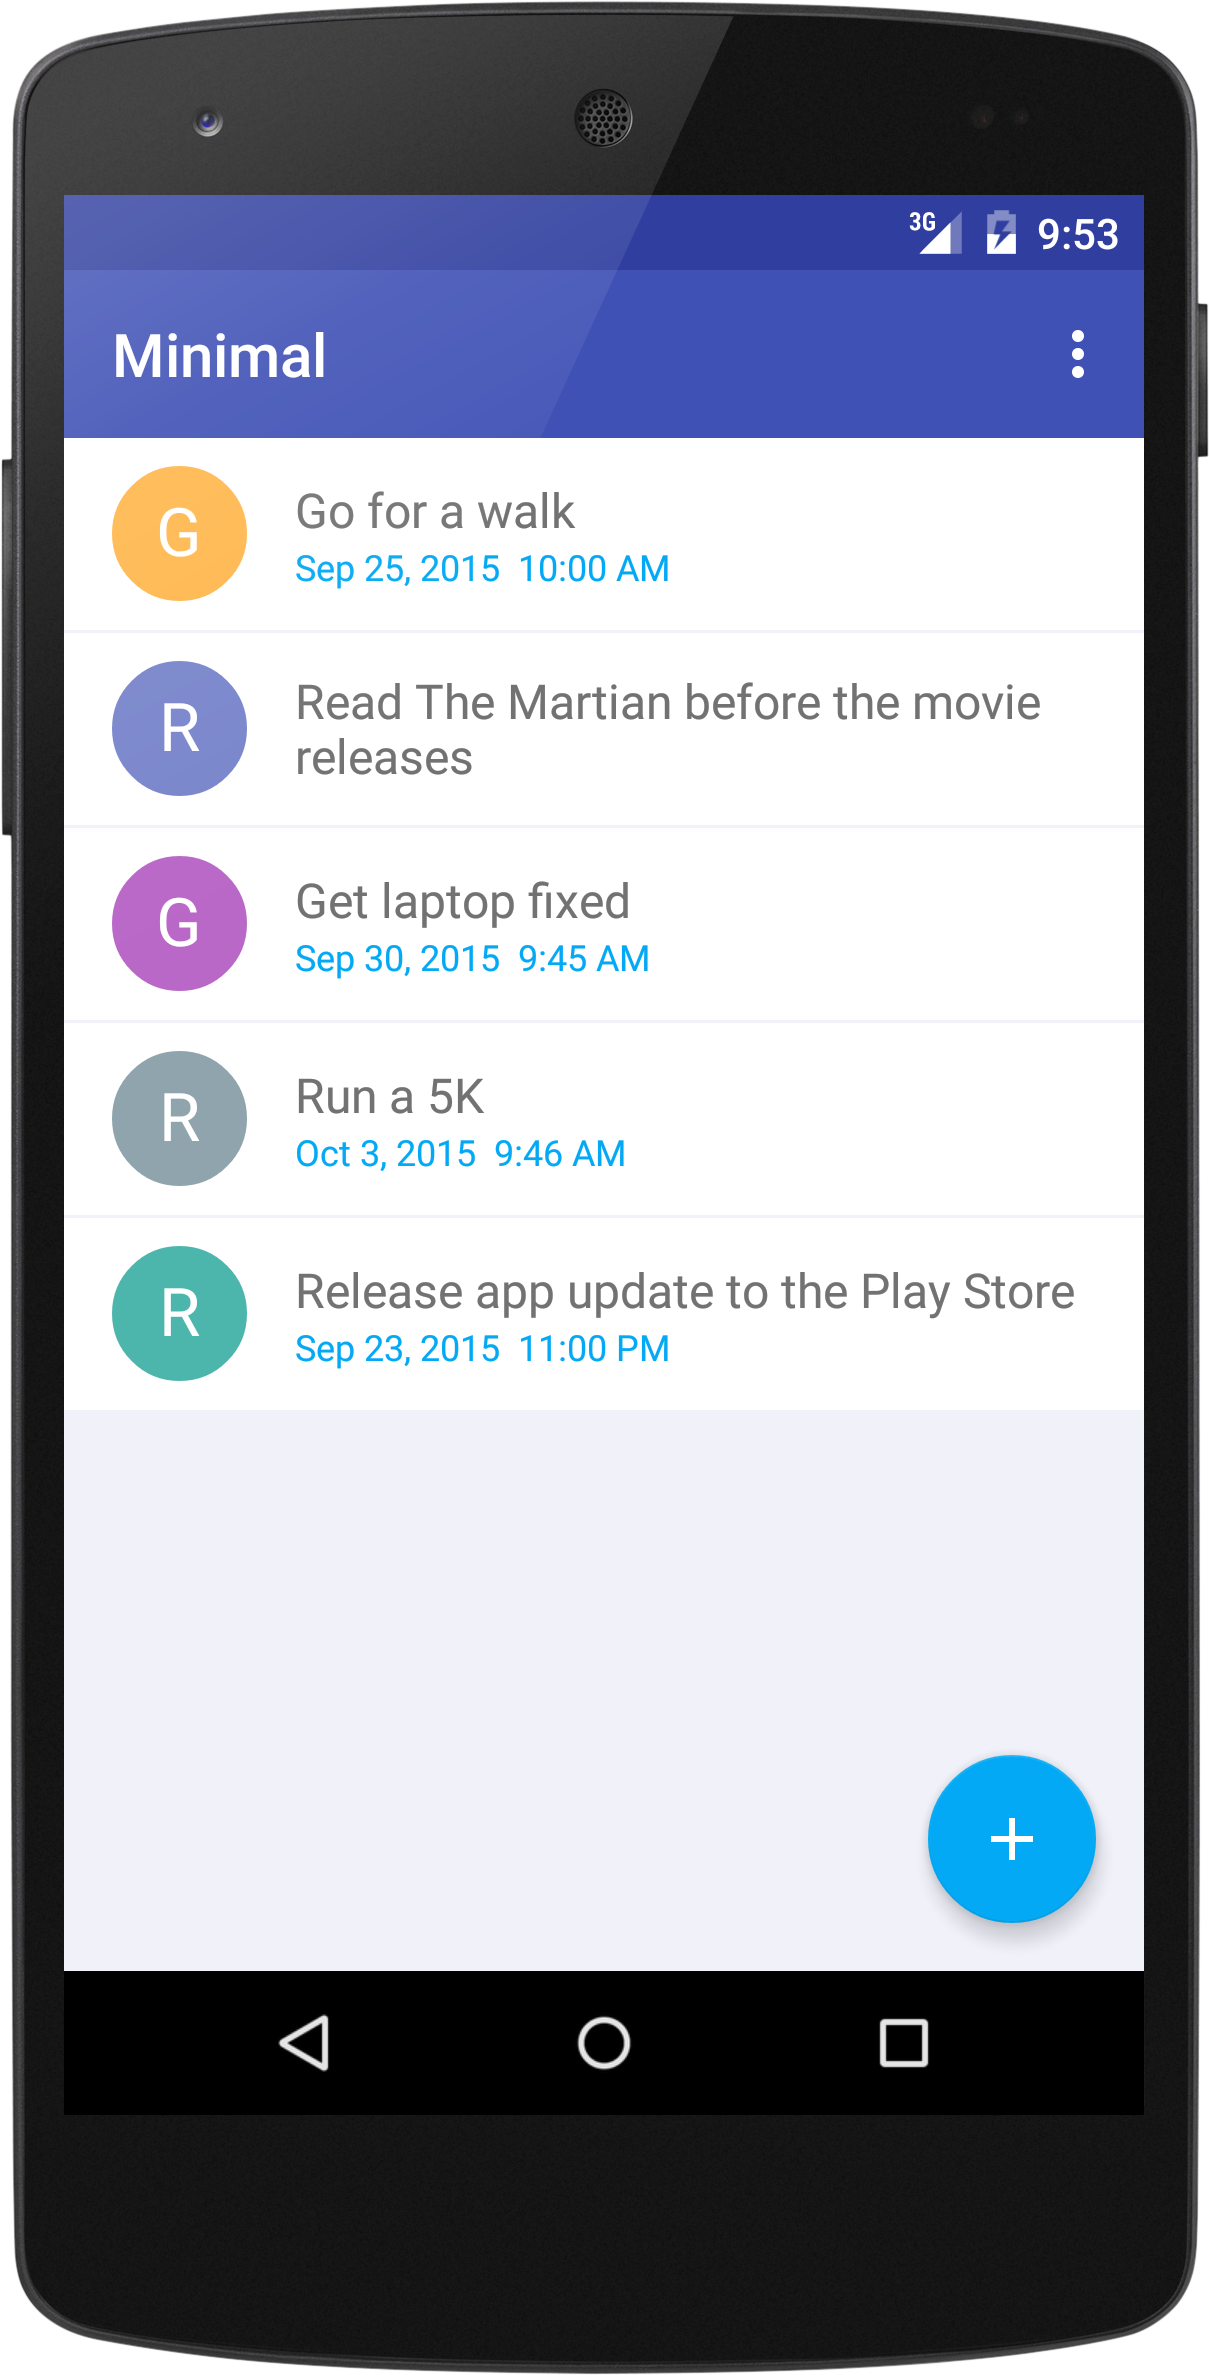 3G 9:53
Minimal
G
Go for a walk
Sep 25, 2015  10:00 AM
R
Read The Martian before the movie
releases
G
Get laptop fixed
Sep 30, 2015  9:45 AM
R
Run a 5K
Oct 3, 2015  9:46 AM
R
Release app update to the Play Store
Sep 23, 2015  11:00 PM